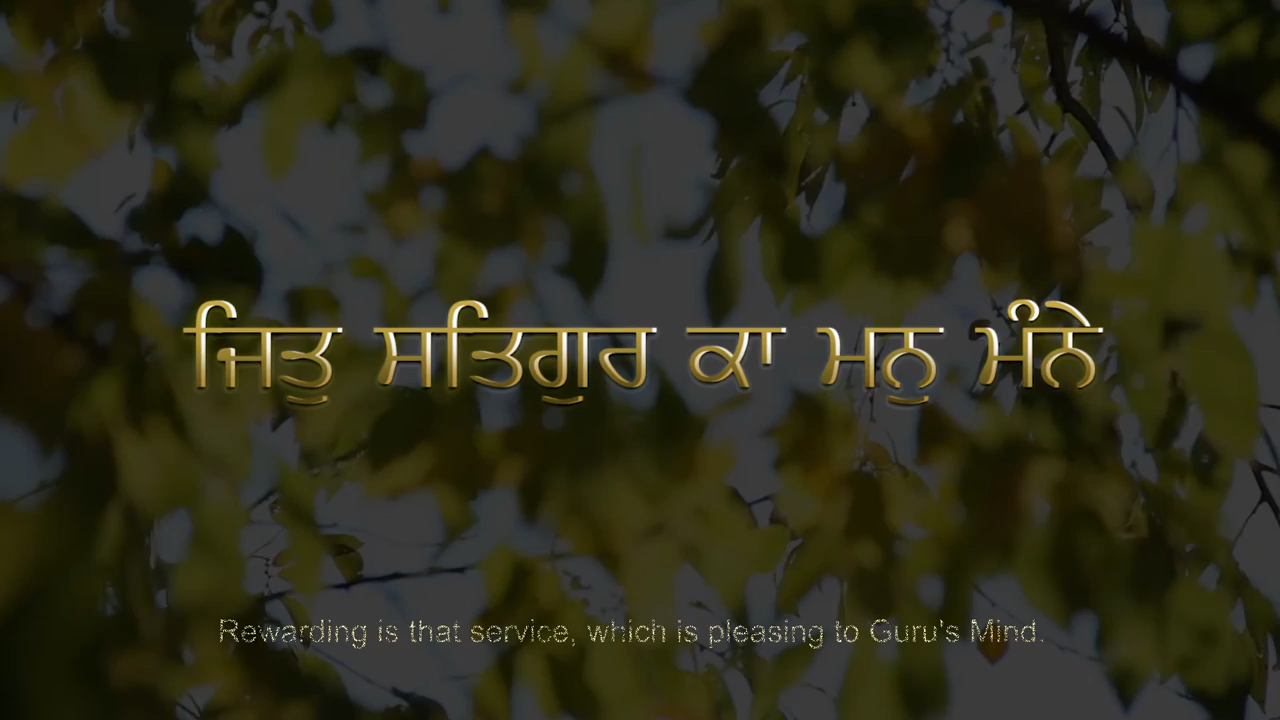 ਜਿਤੁ ਸਤਿਗੁਰ ਕਾ ਮਨੁ ਮੰਨੇ
Rewarding is that service, which is pleasing to Guru's Mind.